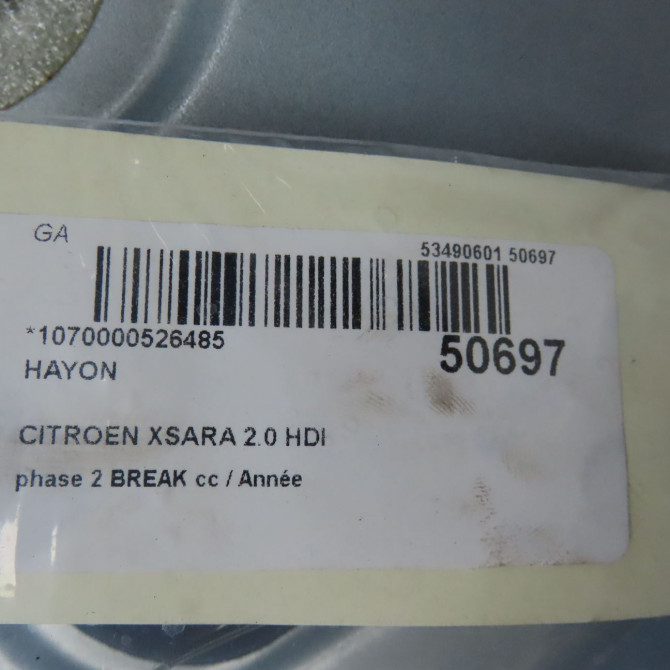 GA
53490601 50697
*1070000526485
50697
HAYON
CITROEN XSARA 2.0 HDI
phase 2 BREAK cc / Année